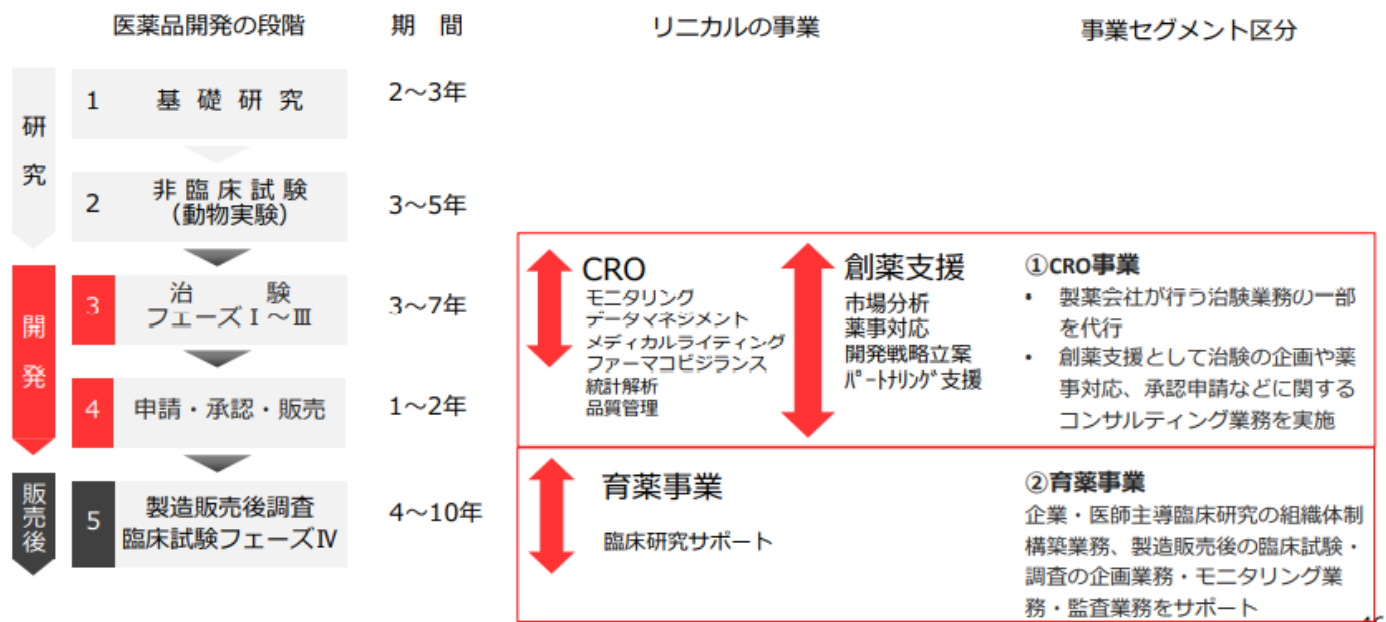 医薬品開発の段階
期 間
リニカルの事業
事業セグメント区分
研究
1 基 礎 研 究
2～3年
2 非 臨 床 試 験
（動物実験）
3～5年
開発
3 治 験
フェーズⅠ～Ⅲ
3～7年
4 申請・承認・販売
1～2年
販売後
5 製造販売後調査
臨床試験フェーズⅣ
4～10年
CRO
モニタリング
データマネジメント
メディカルライティング
ファーマコビジランス
統計解析
品質管理
創薬支援
市場分析
薬事対応
開発戦略立案
ﾊﾟｰﾄﾅﾘﾝｸﾞ支援
①CRO事業
• 製薬会社が行う治験業務の一部
を代行
• 創薬支援として治験の企画や薬
事対応、承認申請などに関する
コンサルティング業務を実施
育薬事業
臨床研究サポート
②育薬事業
企業・医師主導臨床研究の組織体制
構築業務、製造販売後の臨床試験・
調査の企画業務・モニタリング業
務・監査業務をサポート